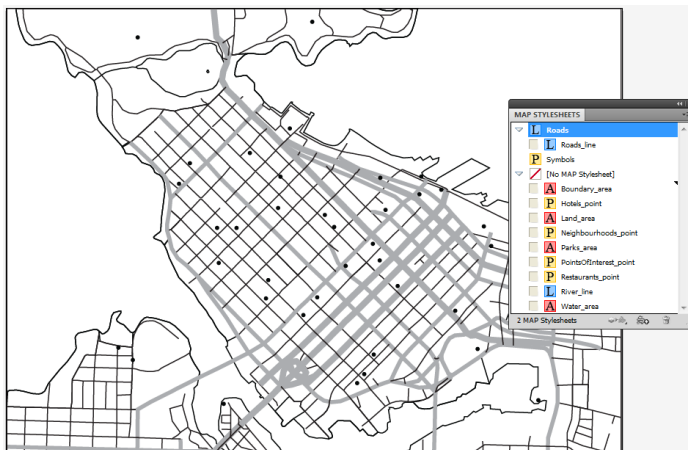 MAP STYLESHEETS
L Roads
L Roads_line
P Symbols
[No MAP Stylesheet]
A Boundary_area
P Hotels_point
A Land_area
P Neighbourhoods_point
A Parks_area
P PointsOfInterest_point
P Restaurants_point
L River_line
A Water_area
2 MAP Stylesheets